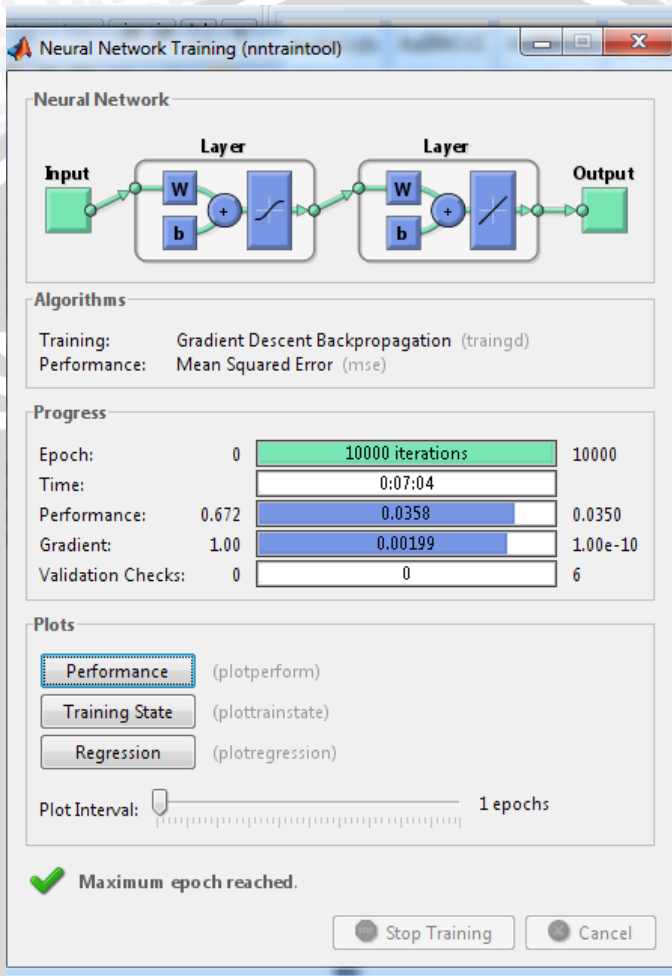 Neural Network Training (nntraintool)
Neural Network
Layer Layer
Input Output
W W
b b
+ +
Algorithms
Training: Gradient Descent Backpropagation (traingd)
Performance: Mean Squared Error (mse)
Progress
Epoch: 0 10000 iterations 10000
Time: 0:07:04
Performance: 0.672 0.0358 0.0350
Gradient: 1.00 0.00199 1.00e-10
Validation Checks: 0 0 6
Plots
Performance (plotperform)
Training State (plottrainstate)
Regression (plotregression)
Plot Interval: 1 epochs
Maximum epoch reached.
Stop Training Cancel